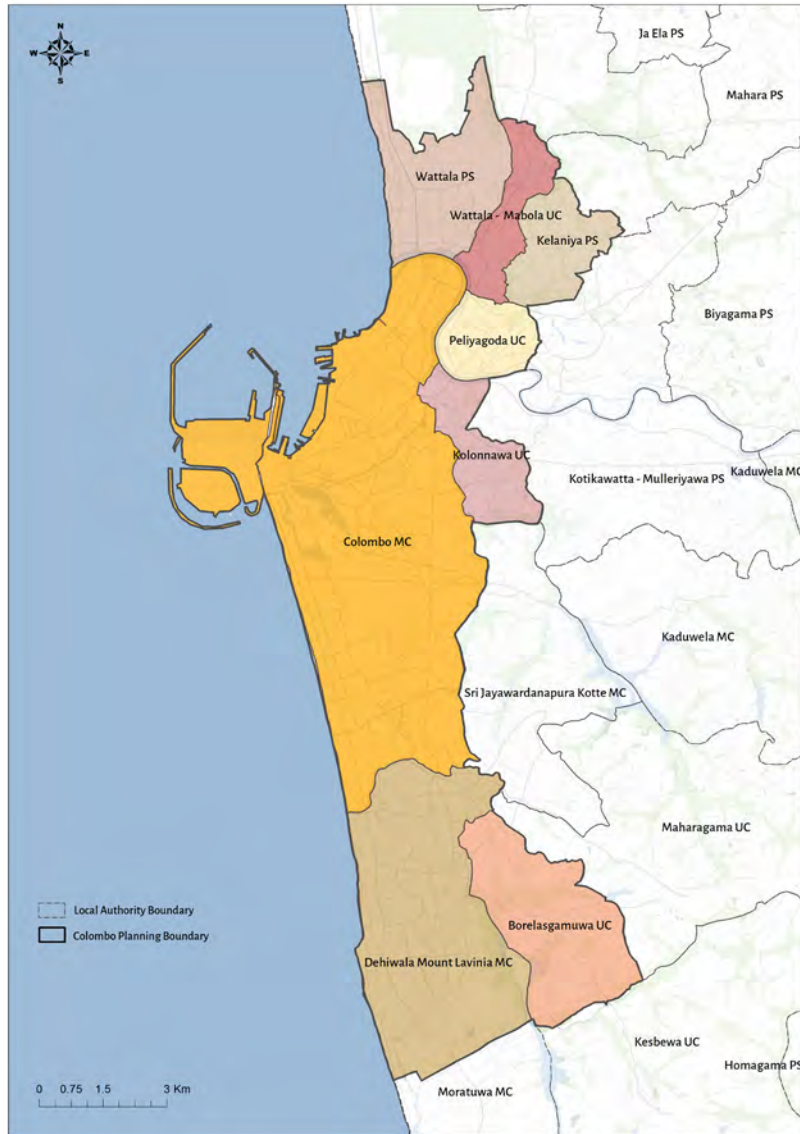 N
W E
S
Ja Ela PS
Mahara PS
Wattala PS
Wattala - Mabola UC
Kelaniya PS
Biyagama PS
Peliyagoda UC
Kolonnawa UC
Kotikawatta - Mulleriyawa PS
Kaduwela MC
Colombo MC
Kaduwela MC
Sri Jayawardanapura Kotte MC
Maharagama UC
Local Authority Boundary
Colombo Planning Boundary
Borelasgamuwa UC
Dehiwala Mount Lavinia MC
Kesbewa UC
Homagama PS
Moratuwa MC
0 0.75 1.5 3 Km